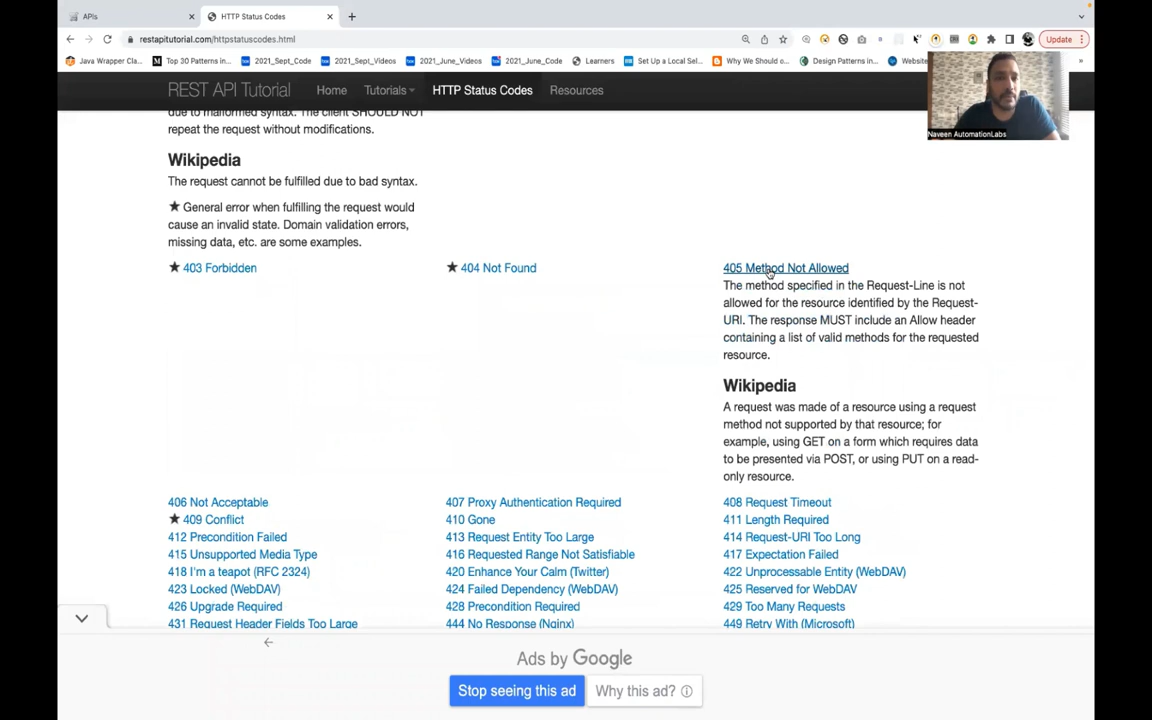 APIs
HTTP Status Codes
restapitutorial.com/httpstatuscodes.html
Update
Java Wrapper Cla...
Top 30 Patterns in...
2021_Sept_Code
2021_Sept_Videos
2021_June_Videos
2021_June_Code
Learners
Set Up a Local Sel...
Why We Should o...
Design Patterns in...
Website
REST API Tutorial
Home
Tutorials
HTTP Status Codes
Resources
Naveen AutomationLabs
due to malformed syntax. The client SHOULD NOT
repeat the request without modifications.
Wikipedia
The request cannot be fulfilled due to bad syntax.
★ General error when fulfilling the request would
cause an invalid state. Domain validation errors,
missing data, etc. are some examples.
★ 403 Forbidden
★ 404 Not Found
405 Method Not Allowed
The method specified in the Request-Line is not
allowed for the resource identified by the Request-
URI. The response MUST include an Allow header
containing a list of valid methods for the requested
resource.
Wikipedia
A request was made of a resource using a request
method not supported by that resource; for
example, using GET on a form which requires data
to be presented via POST, or using PUT on a read-
only resource.
406 Not Acceptable
407 Proxy Authentication Required
408 Request Timeout
★ 409 Conflict
410 Gone
411 Length Required
412 Precondition Failed
413 Request Entity Too Large
414 Request-URI Too Long
415 Unsupported Media Type
416 Requested Range Not Satisfiable
417 Expectation Failed
418 I'm a teapot (RFC 2324)
420 Enhance Your Calm (Twitter)
422 Unprocessable Entity (WebDAV)
423 Locked (WebDAV)
424 Failed Dependency (WebDAV)
425 Reserved for WebDAV
426 Upgrade Required
428 Precondition Required
429 Too Many Requests
431 Request Header Fields Too Large
444 No Response (Nginx)
449 Retry With (Microsoft)
Ads by Google
Stop seeing this ad
Why this ad?